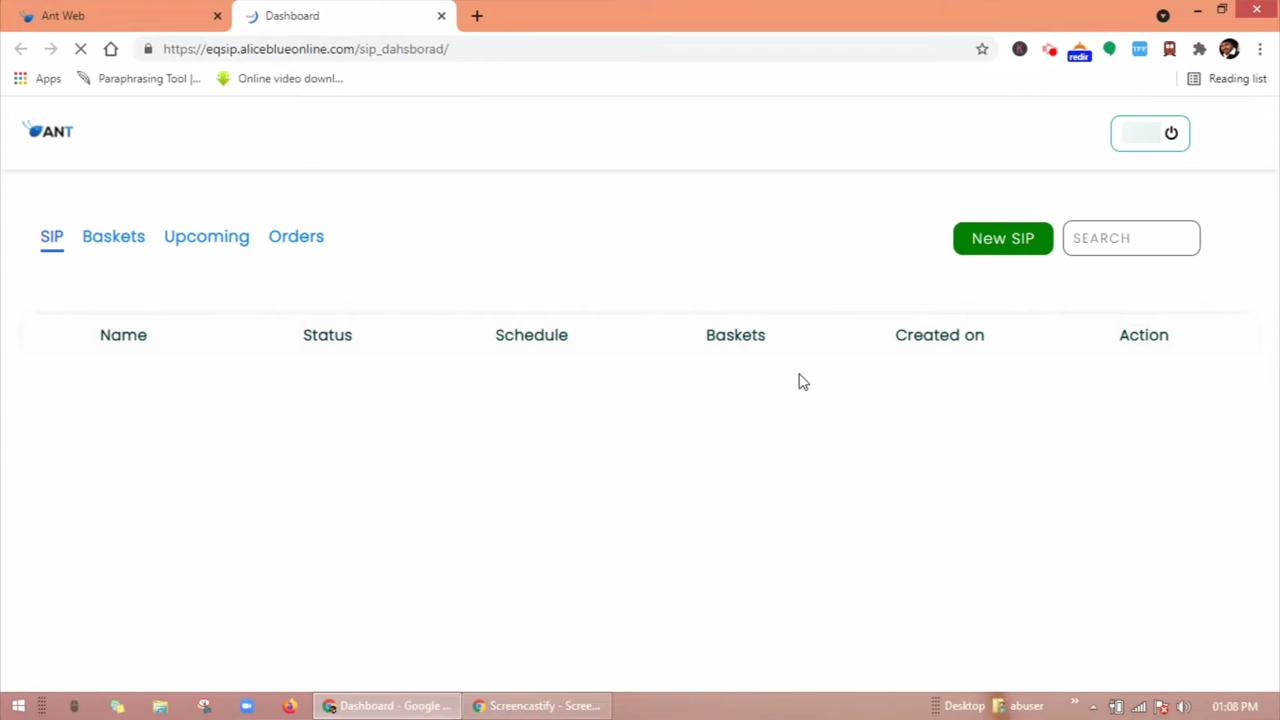 Ant Web
Dashboard
https://eqsip.aliceblueonline.com/sip_dahsborad/
redir
TFF
Apps
Paraphrasing Tool |...
Online video downl...
Reading list
ANT
SIP Baskets Upcoming Orders
New SIP
SEARCH
Name Status Schedule Baskets Created on Action
Dashboard - Google ...
Screencastify - Scree...
Desktop
abuser
01:08 PM